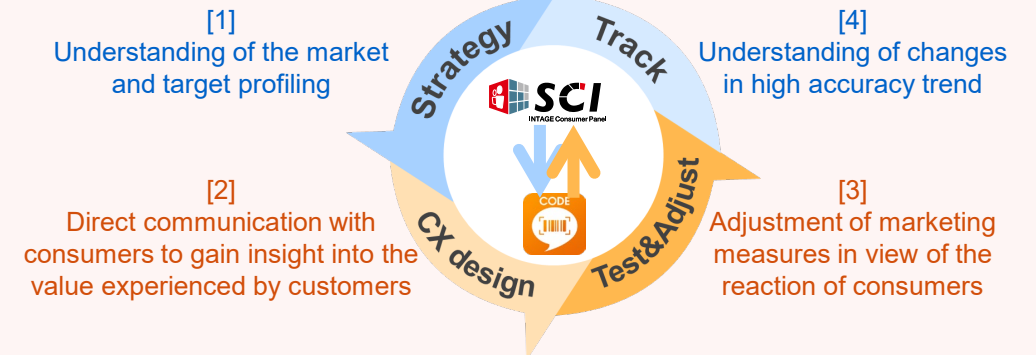 [1]
Understanding of the market
and target profiling
[4]
Understanding of changes
in high accuracy trend
Strategy
Track
SCI
INTAGE Consumer Panel
CODE
[2]
Direct communication with
consumers to gain insight into the
value experienced by customers
[3]
Adjustment of marketing
measures in view of the
reaction of consumers
CX design
Test&Adjust